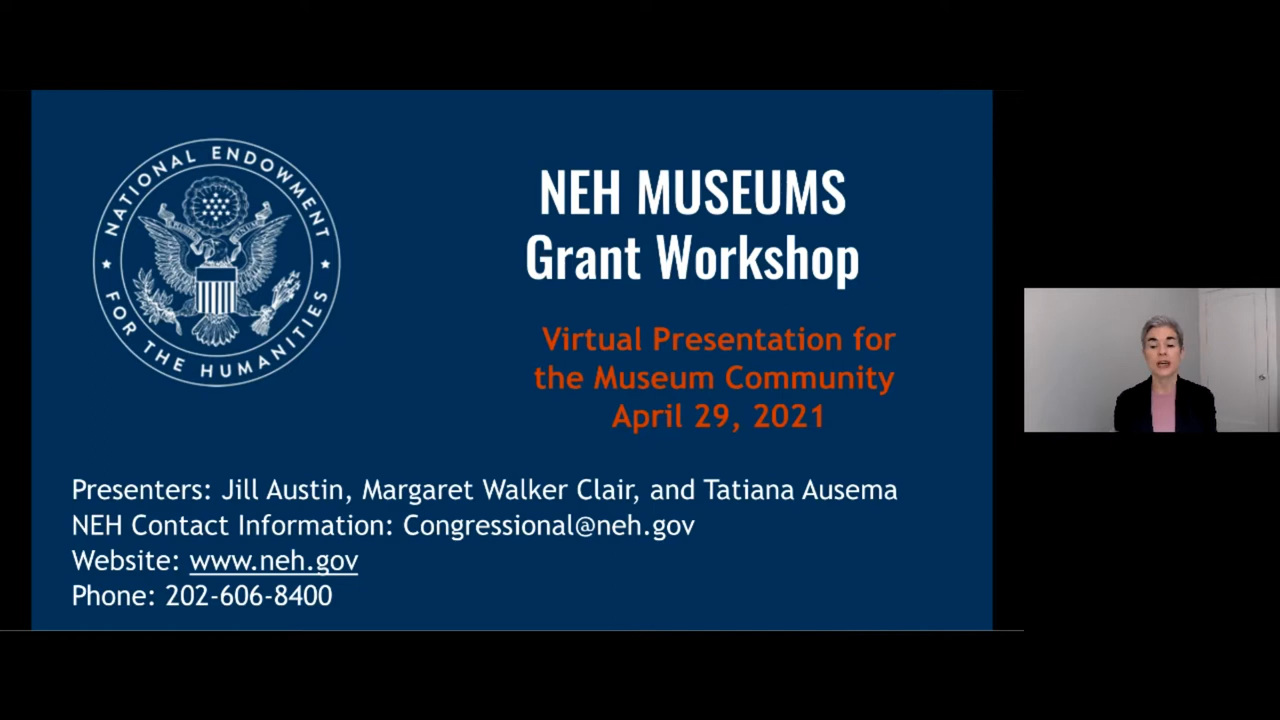 NATIONAL ENDOWMENT
FOR THE HUMANITIES
NEH MUSEUMS
Grant Workshop
Virtual Presentation for
the Museum Community
April 29, 2021
Presenters: Jill Austin, Margaret Walker Clair, and Tatiana Ausema
NEH Contact Information: Congressional@neh.gov
Website: www.neh.gov
Phone: 202-606-8400